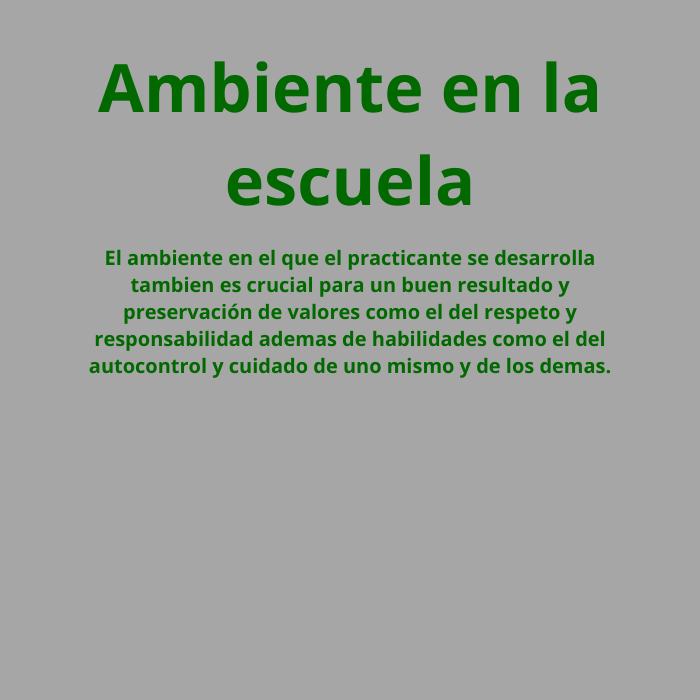 Ambiente en la
escuela
El ambiente en el que el practicante se desarrolla
tambien es crucial para un buen resultado y
preservación de valores como el del respeto y
responsabilidad ademas de habilidades como el del
autocontrol y cuidado de uno mismo y de los demas.